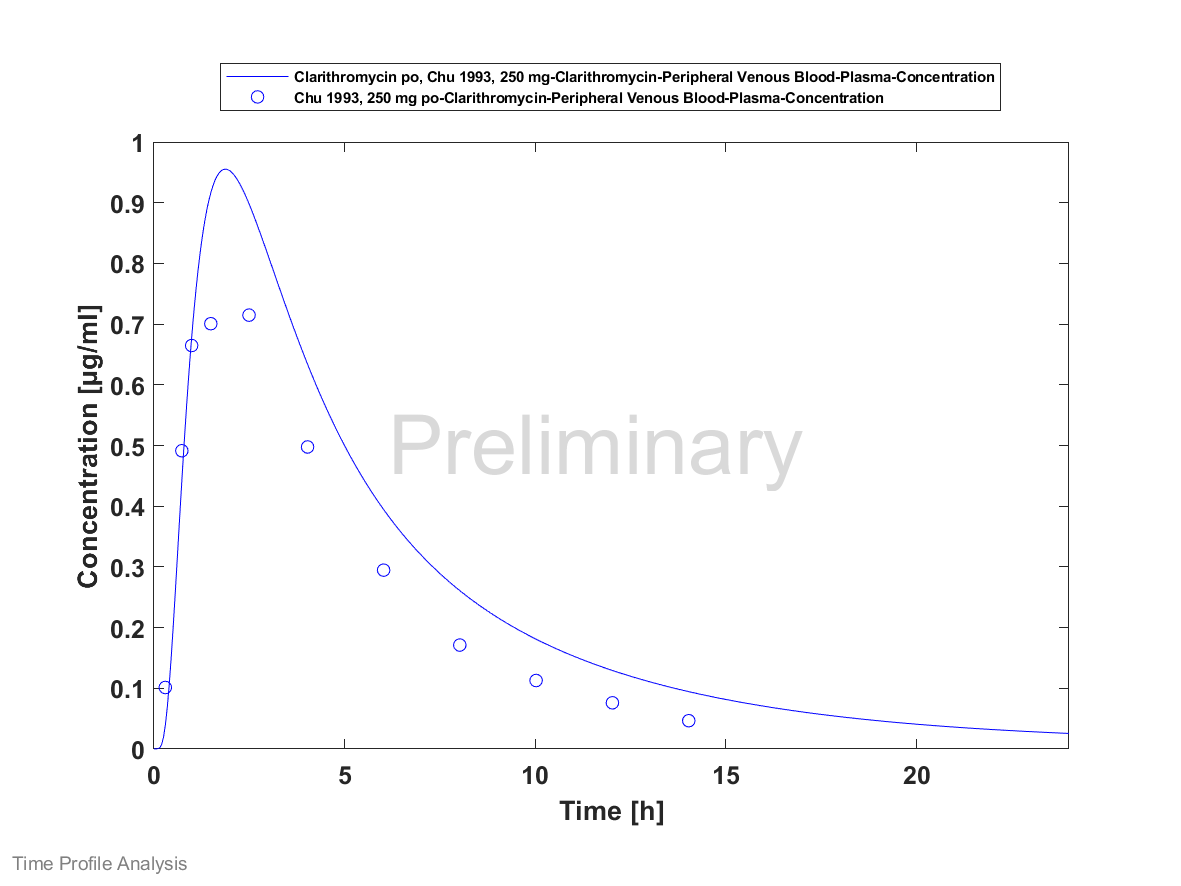 Clarithromycin po, Chu 1993, 250 mg-Clarithromycin-Peripheral Venous Blood-Plasma-Concentration
Chu 1993, 250 mg po-Clarithromycin-Peripheral Venous Blood-Plasma-Concentration
1
0.9
0.8
0.7
0.6
0.5
0.4
0.3
0.2
0.1
0
Concentration [µg/ml]
Preliminary
0 5 10 15 20
Time [h]
Time Profile Analysis